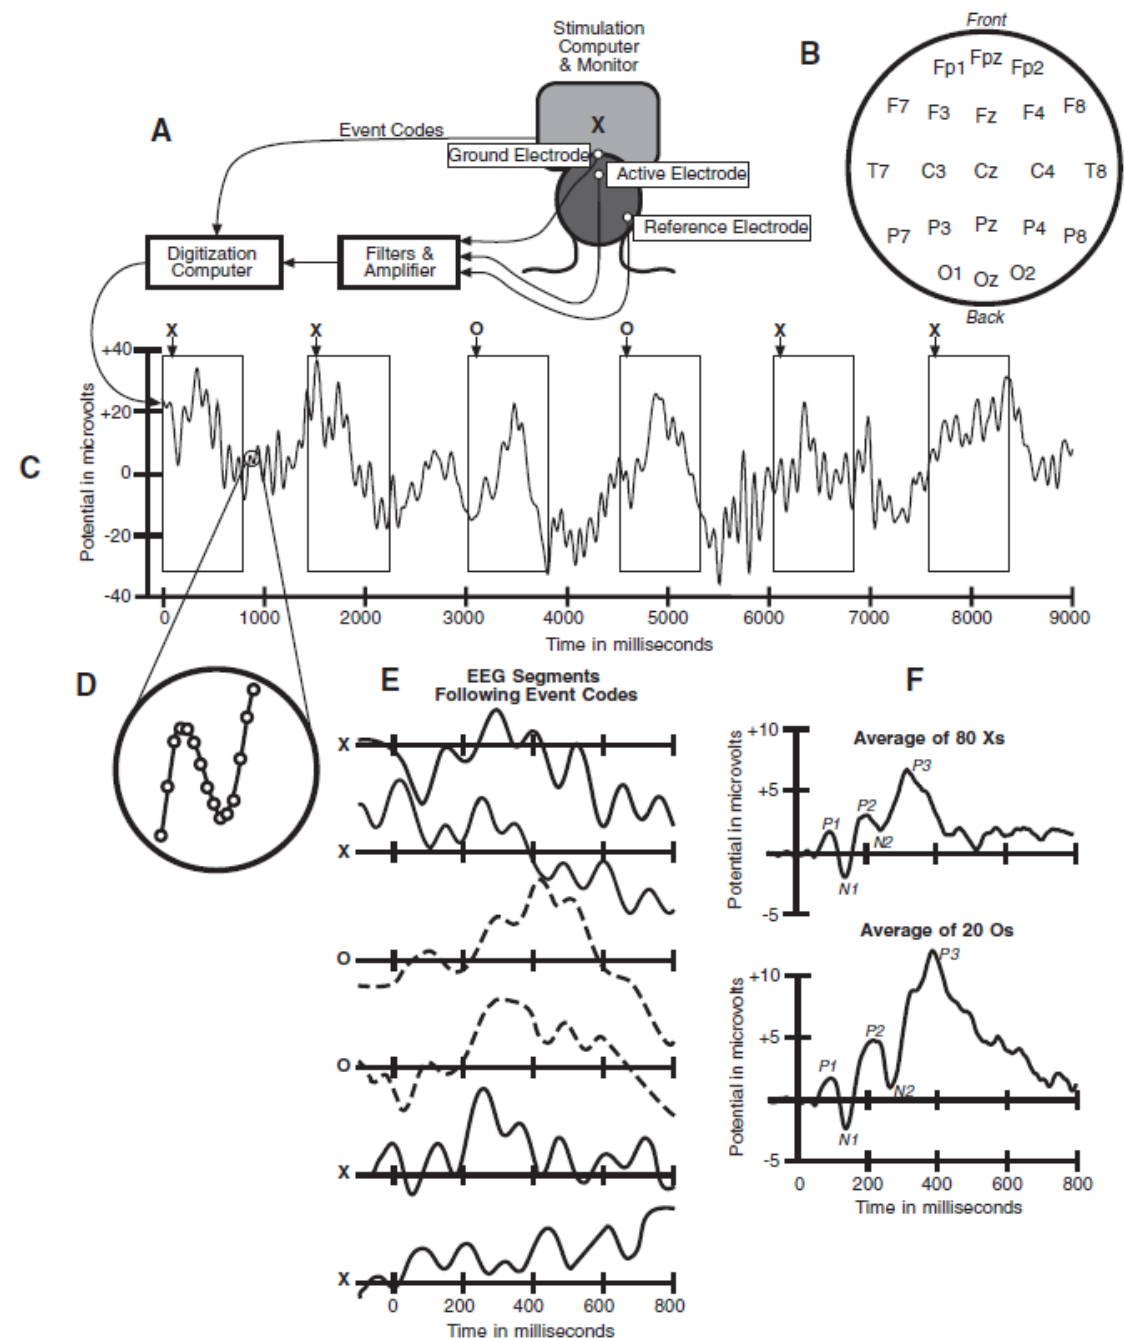 Stimulation
Computer
& Monitor
A
X
Event Codes
Ground Electrode
Active Electrode
Reference Electrode
Digitization
Computer
Filters &
Amplifier
B
Front
Fp1 Fpz Fp2
F7 F3 Fz F4 F8
T7 C3 Cz C4 T8
P7 P3 Pz P4 P8
O1 Oz O2
Back
C
X X O O X X
Potential in microvolts
+40
+20
0
-20
-40
0 1000 2000 3000 4000 5000 6000 7000 8000 9000
Time in milliseconds
D
E
EEG Segments
Following Event Codes
X
X
O
O
X
X
0 200 400 600 800
Time in milliseconds
F
Average of 80 Xs
Potential in microvolts
+10
+5
-5
P1
N1
P2
N2
P3
Average of 20 Os
Potential in microvolts
+10
+5
-5
P1
N1
P2
N2
P3
0 200 400 600 800
Time in milliseconds